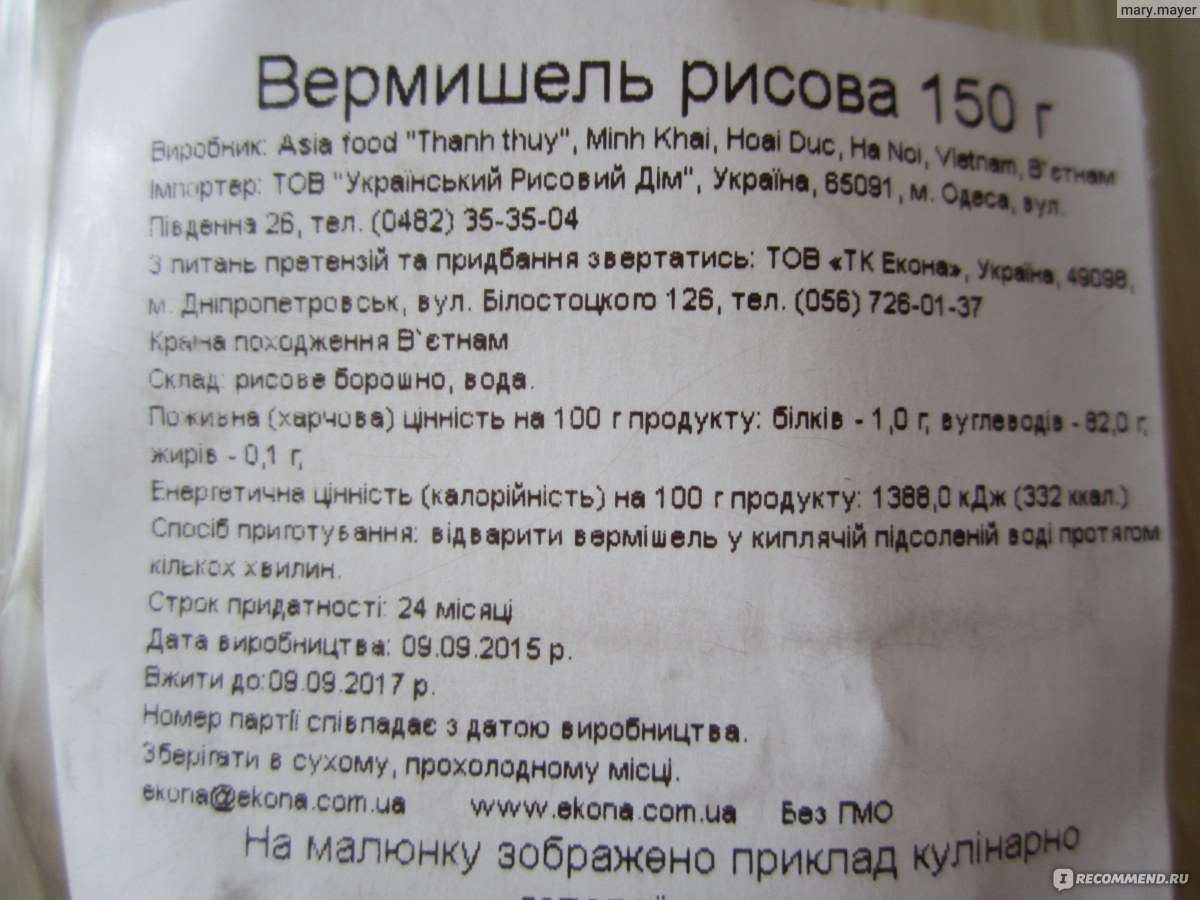 mary.mayer
Вермишель рисова 150 г
Виробник: Asia food "Thanh thuy", Minh Khai, Hoai Duc, Ha Noi, Vietnam, В`єтнам
Імпортер: ТОВ "Український Рисовий Дім", Україна, 65091, м. Одеса, вул.
Південна 26, тел. (0482) 35-35-04
З питань претензій та придбання звертатись: ТОВ «ТК Екона», Україна, 49098,
м. Дніпропетровськ, вул. Білостоцкого 126, тел. (056) 726-01-37
Країна походження В`єтнам
Склад: рисове борошно, вода.
Поживна (харчова) цінність на 100 г продукту: білків - 1,0 г, вуглеводів - 82,0 г,
жирів - 0,1 г,
Енергетична цінність (калорійність) на 100 г продукту: 1388,0 кДж (332 ккал.)
Спосіб приготування: відварити вермішель у киплячій підсоленій воді протягом
кількох хвилин.
Строк придатності: 24 місяці
Дата виробництва: 09.09.2015 р.
Вжити до:09.09.2017 р.
Номер партії співпадає з датою виробництва.
Зберігати в сухому, прохолодному місці.
ekona@ekona.com.ua www.ekona.com.ua Без ГМО
На малюнку зображено приклад кулінарно
IRECOMMEND.RU